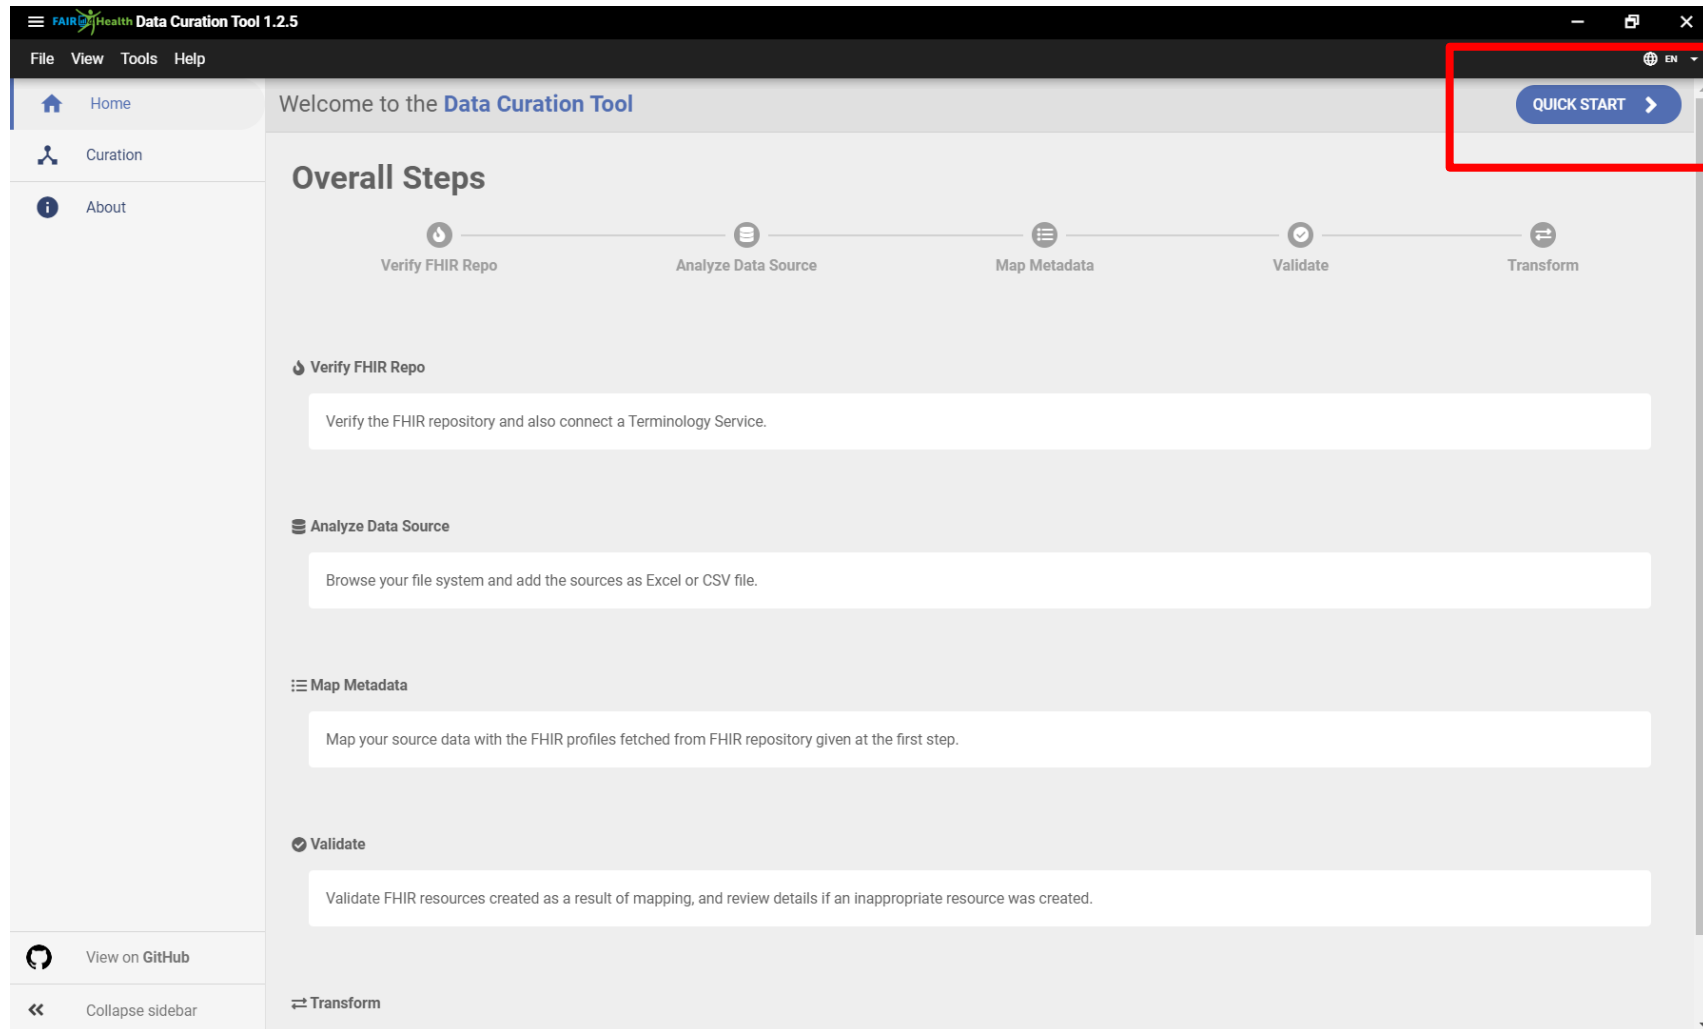 FAIR4Health Data Curation Tool 1.2.5
File View Tools Help
EN
Home
Curation
About
Welcome to the Data Curation Tool
QUICK START
Overall Steps
Verify FHIR Repo
Analyze Data Source
Map Metadata
Validate
Transform
Verify FHIR Repo
Verify the FHIR repository and also connect a Terminology Service.
Analyze Data Source
Browse your file system and add the sources as Excel or CSV file.
Map Metadata
Map your source data with the FHIR profiles fetched from FHIR repository given at the first step.
Validate
Validate FHIR resources created as a result of mapping, and review details if an inappropriate resource was created.
Transform
View on GitHub
Collapse sidebar